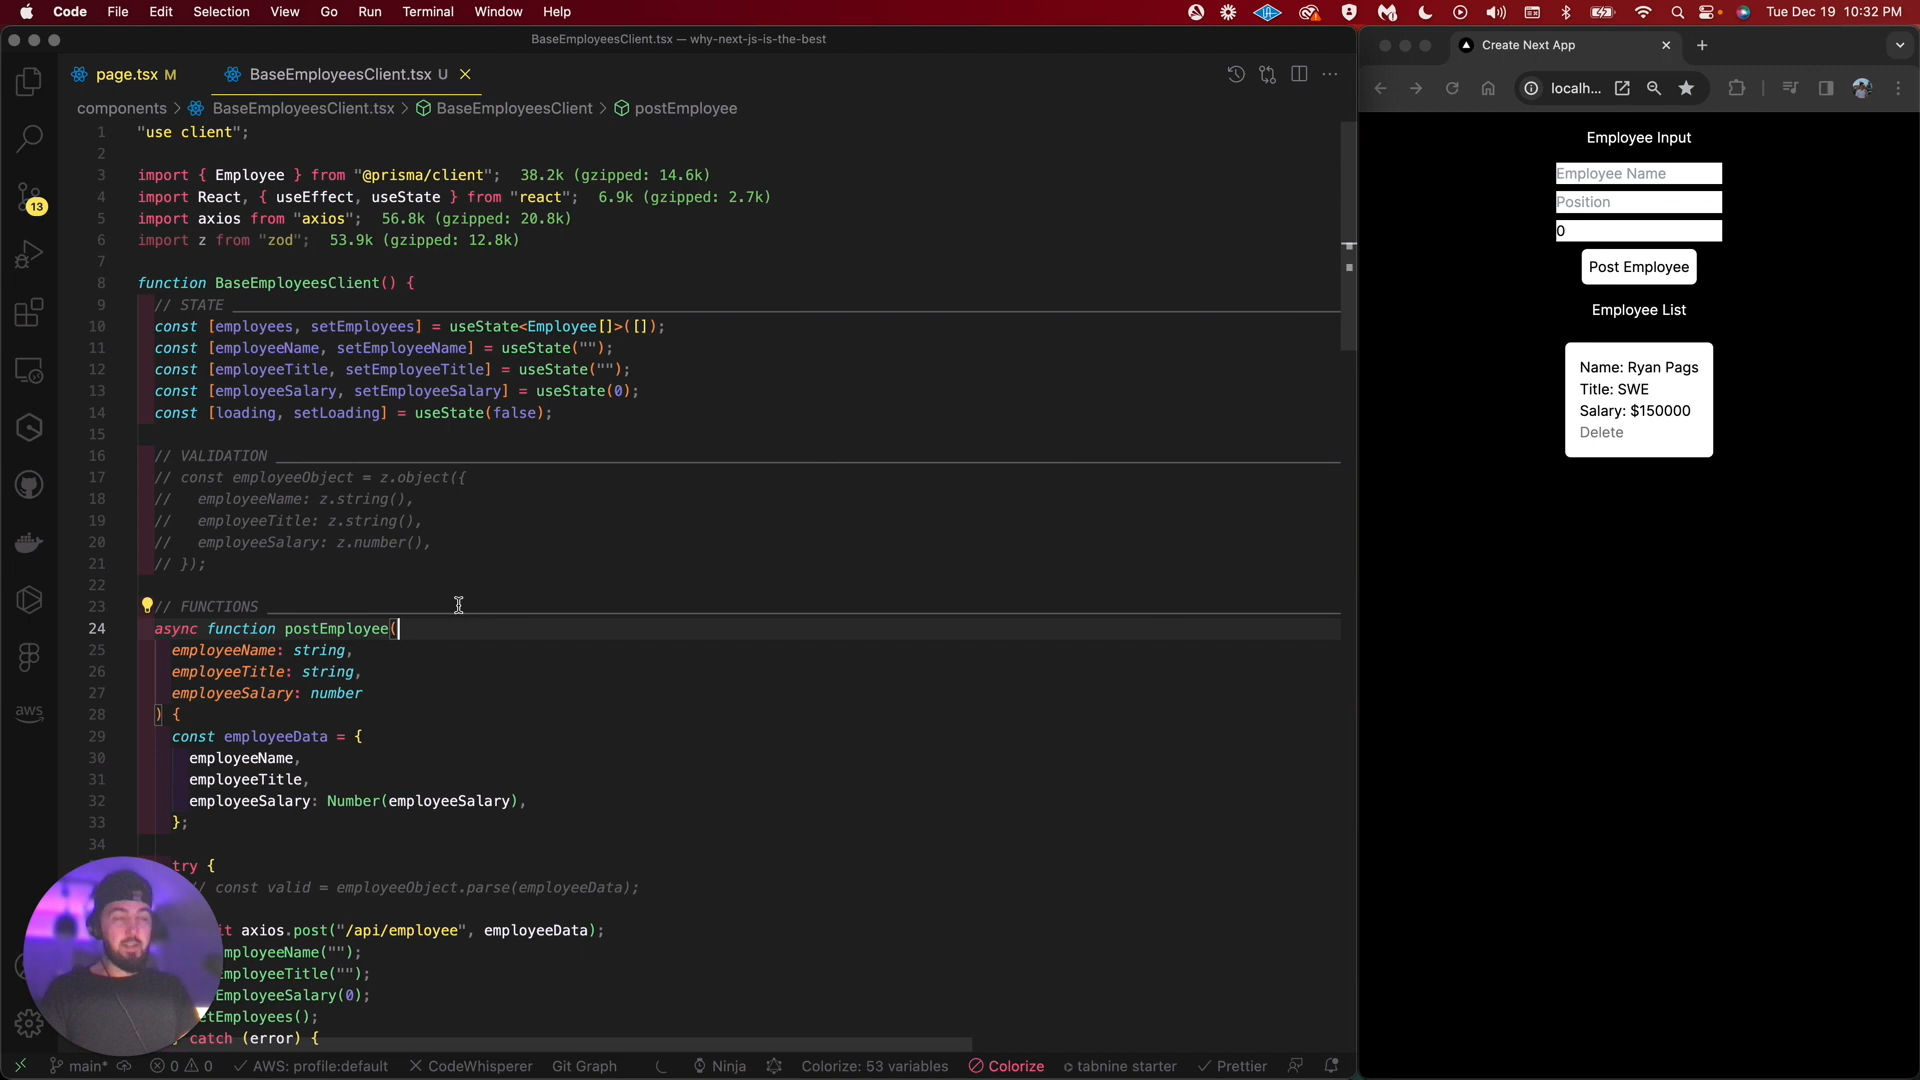 Code File Edit Selection View Go Run Terminal Window Help
Tue Dec 19 10:32 PM
BaseEmployeesClient.tsx — why-next-js-is-the-best
page.tsx M
BaseEmployeesClient.tsx U
components > BaseEmployeesClient.tsx > BaseEmployeesClient > postEmployee
13
aws
1 "use client";
2
3 import { Employee } from "@prisma/client"; 38.2k (gzipped: 14.6k)
4 import React, { useEffect, useState } from "react"; 6.9k (gzipped: 2.7k)
5 import axios from "axios"; 56.8k (gzipped: 20.8k)
6 import z from "zod"; 53.9k (gzipped: 12.8k)
7
8 function BaseEmployeesClient() {
9 // STATE
10 const [employees, setEmployees] = useState<Employee[]>([]);
11 const [employeeName, setEmployeeName] = useState("");
12 const [employeeTitle, setEmployeeTitle] = useState("");
13 const [employeeSalary, setEmployeeSalary] = useState(0);
14 const [loading, setLoading] = useState(false);
15
16 // VALIDATION
17 // const employeeObject = z.object({
18 // employeeName: z.string(),
19 // employeeTitle: z.string(),
20 // employeeSalary: z.number(),
21 // });
22
23 // FUNCTIONS
24 async function postEmployee(
25 employeeName: string,
26 employeeTitle: string,
27 employeeSalary: number
28 ) {
29 const employeeData = {
30 employeeName,
31 employeeTitle,
32 employeeSalary: Number(employeeSalary),
33 };
34
try {
// const valid = employeeObject.parse(employeeData);
it axios.post("/api/employee", employeeData);
mployeeName("");
mployeeTitle("");
EmployeeSalary(0);
etEmployees();
catch (error) {
main* 0 0 AWS: profile:default CodeWhisperer Git Graph Ninja Colorize: 53 variables Colorize tabnine starter Prettier
Create Next App
localh...
Employee Input
Employee Name
Position
0
Post Employee
Employee List
Name: Ryan Pags
Title: SWE
Salary: $150000
Delete